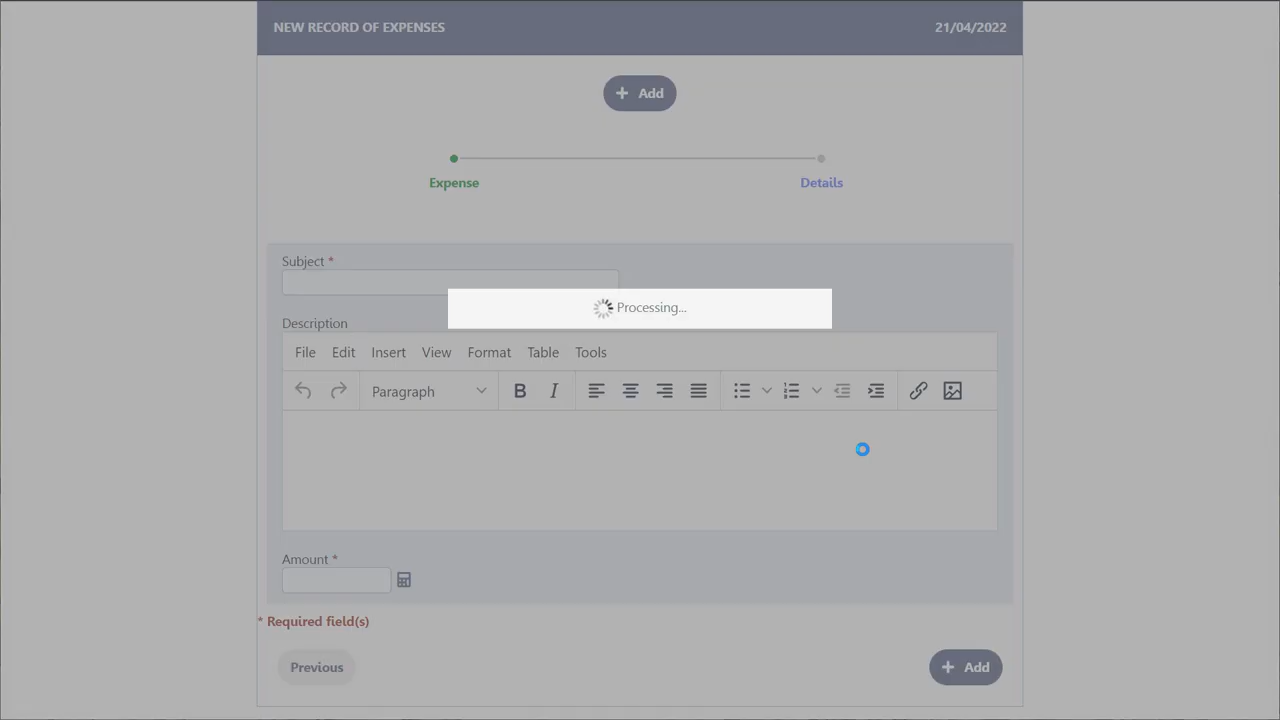 NEW RECORD OF EXPENSES 21/04/2022
Add
Expense Details
Subject *
Processing...
Description
File Edit Insert View Format Table Tools
Paragraph B I
Amount *
* Required field(s)
Previous Add